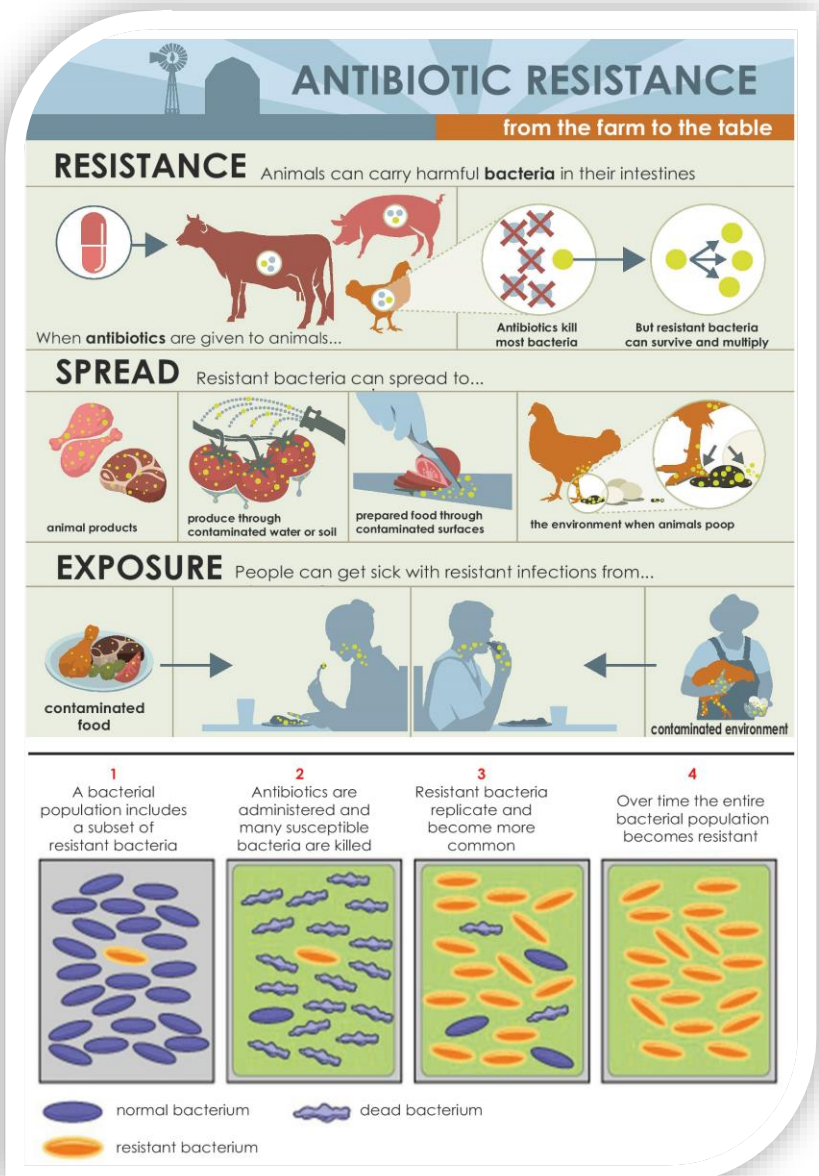 ANTIBIOTIC RESISTANCE
from the farm to the table
RESISTANCE Animals can carry harmful bacteria in their intestines
When antibiotics are given to animals...
Antibiotics kill
most bacteria
But resistant bacteria
can survive and multiply
SPREAD Resistant bacteria can spread to...
animal products
produce through
contaminated water or soil
prepared food through
contaminated surfaces
the environment when animals poop
EXPOSURE People can get sick with resistant infections from...
contaminated
food
contaminated environment
1
A bacterial
population includes
a subset of
resistant bacteria
2
Antibiotics are
administered and
many susceptible
bacteria are killed
3
Resistant bacteria
replicate and
become more
common
4
Over time the entire
bacterial population
becomes resistant
normal bacterium
dead bacterium
resistant bacterium